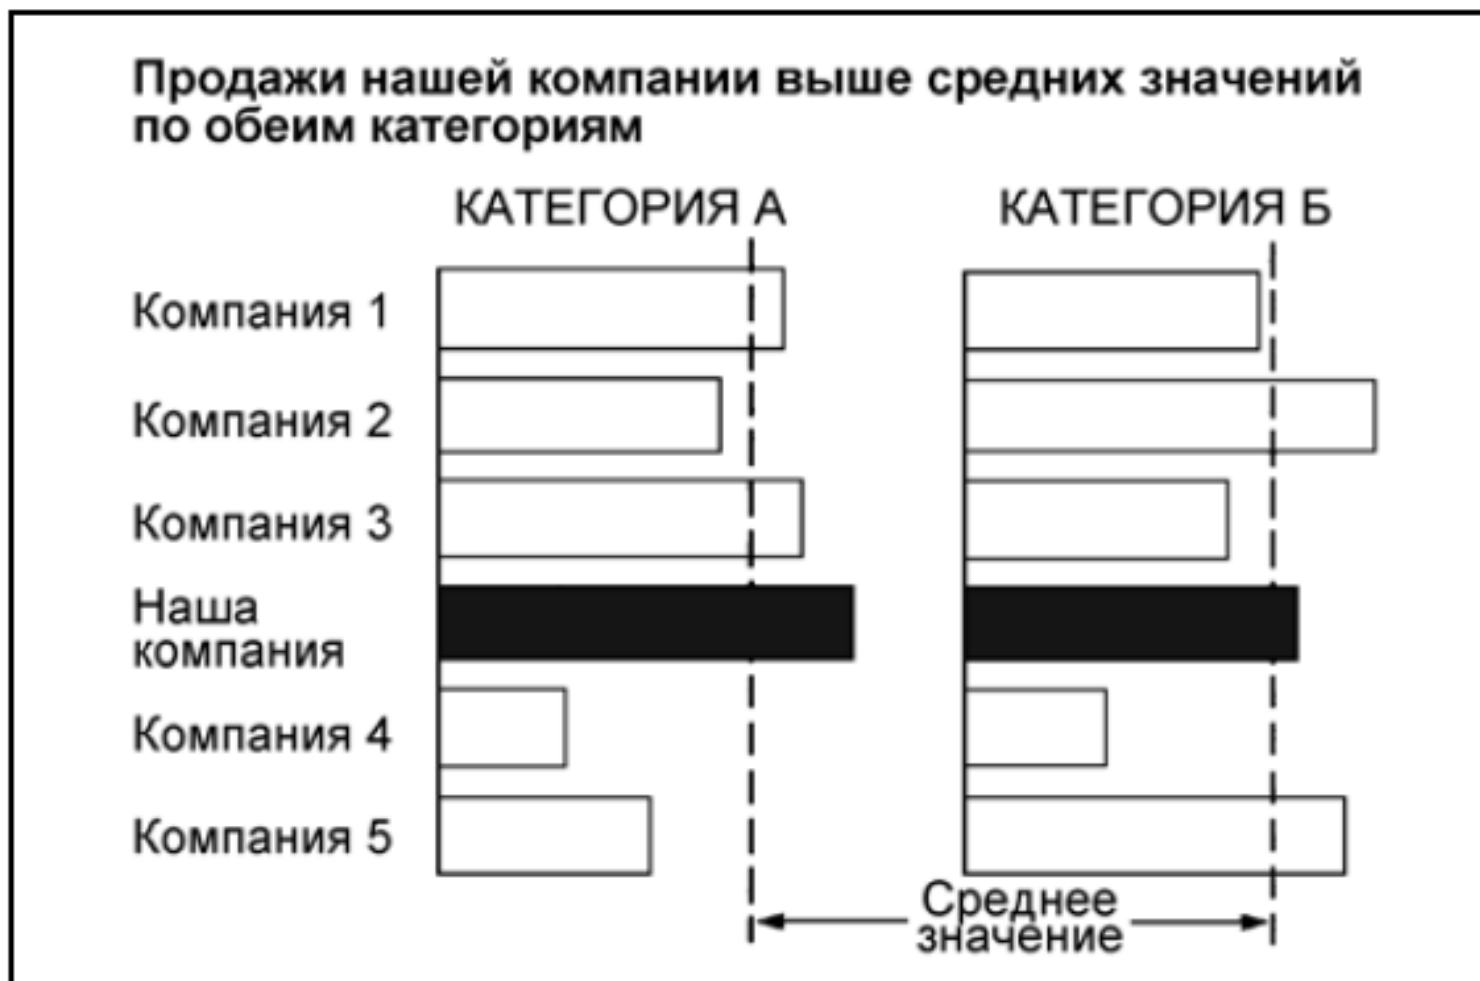 Продажи нашей компании выше средних значений
по обеим категориям
КАТЕГОРИЯ А
КАТЕГОРИЯ Б
Компания 1
Компания 2
Компания 3
Наша
компания
Компания 4
Компания 5
Среднее
значение